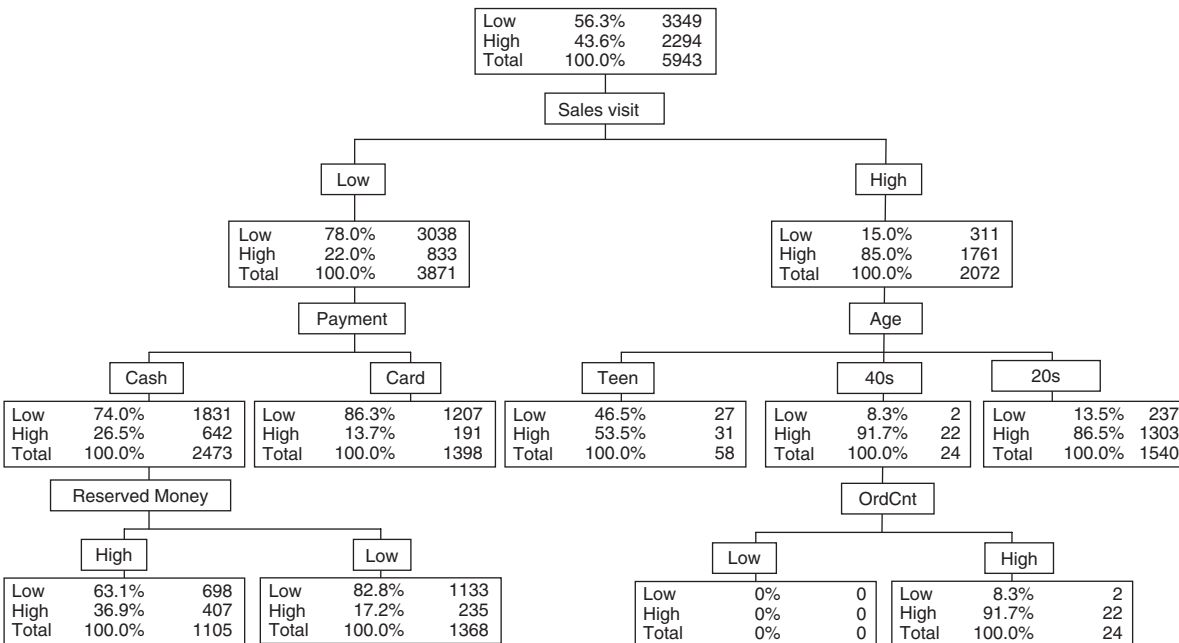 Low 56.3% 3349
High 43.6% 2294
Total 100.0% 5943
Sales visit
Low
High
Low 78.0% 3038
High 22.0% 833
Total 100.0% 3871
Low 15.0% 311
High 85.0% 1761
Total 100.0% 2072
Payment
Age
Cash
Card
Teen
40s
20s
Low 74.0% 1831
High 26.5% 642
Total 100.0% 2473
Low 86.3% 1207
High 13.7% 191
Total 100.0% 1398
Low 46.5% 27
High 53.5% 31
Total 100.0% 58
Low 8.3% 2
High 91.7% 22
Total 100.0% 24
Low 13.5% 237
High 86.5% 1303
Total 100.0% 1540
Reserved Money
OrdCnt
High
Low
Low
High
Low 63.1% 698
High 36.9% 407
Total 100.0% 1105
Low 82.8% 1133
High 17.2% 235
Total 100.0% 1368
Low 0% 0
High 0% 0
Total 0% 0
Low 8.3% 2
High 91.7% 22
Total 100.0% 24